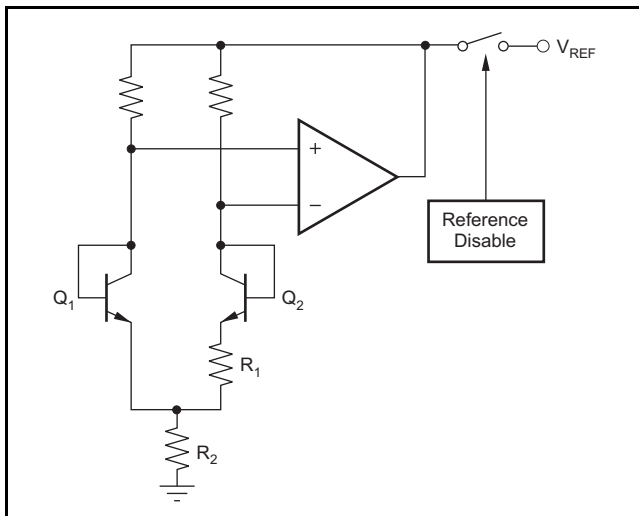 V_REF
+
−
Reference
Disable
Q_1
Q_2
R_1
R_2